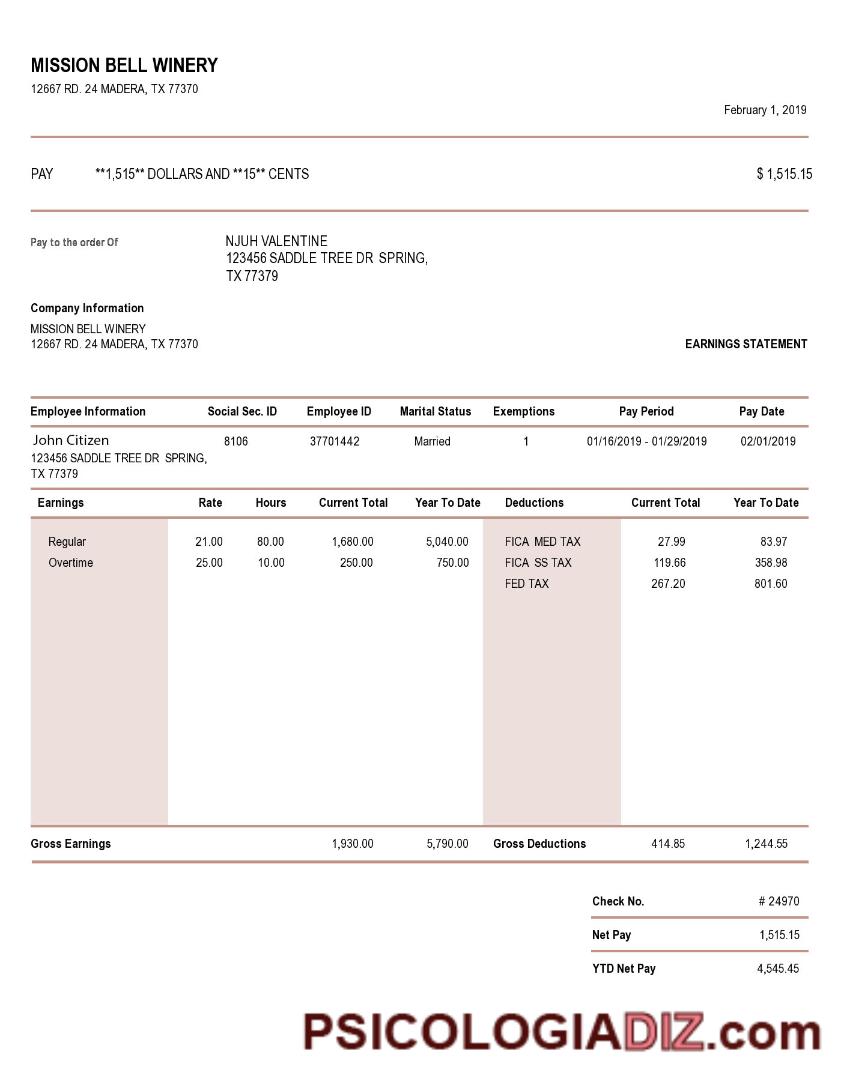 MISSION BELL WINERY
12667 RD. 24 MADERA, TX 77370
February 1, 2019
PAY **1,515** DOLLARS AND **15** CENTS $ 1,515.15
Pay to the order Of NJUH VALENTINE
123456 SADDLE TREE DR SPRING,
TX 77379
Company Information
MISSION BELL WINERY
12667 RD. 24 MADERA, TX 77370 EARNINGS STATEMENT
Employee Information Social Sec. ID Employee ID Marital Status Exemptions Pay Period Pay Date
John Citizen 8106 37701442 Married 1 01/16/2019 - 01/29/2019 02/01/2019
123456 SADDLE TREE DR SPRING,
TX 77379
Earnings Rate Hours Current Total Year To Date Deductions Current Total Year To Date
Regular 21.00 80.00 1,680.00 5,040.00 FICA MED TAX 27.99 83.97
Overtime 25.00 10.00 250.00 750.00 FICA SS TAX 119.66 358.98
FED TAX 267.20 801.60
Gross Earnings 1,930.00 5,790.00 Gross Deductions 414.85 1,244.55
Check No. # 24970
Net Pay 1,515.15
YTD Net Pay 4,545.45
PSICOLOGIADIZ.com